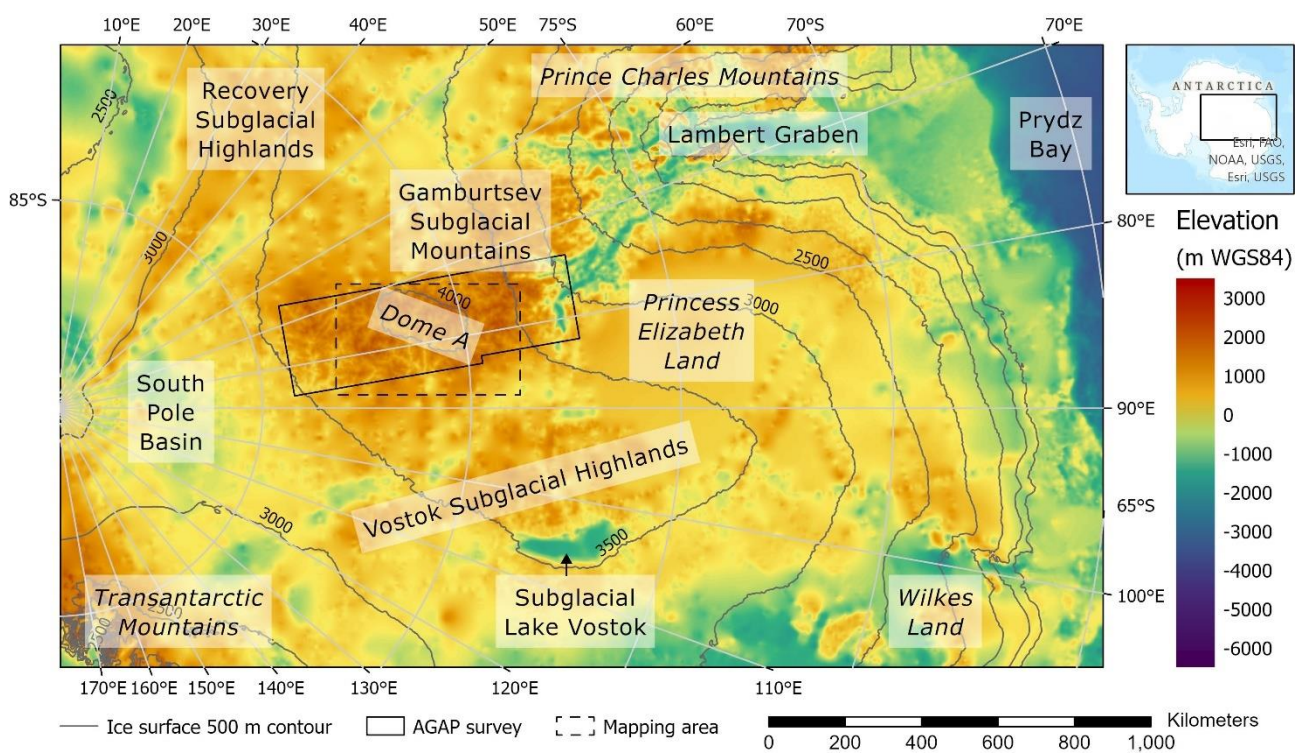 10°E 20°E 30°E 40°E 50°E 75°S 60°E 70°S 70°E
Prince Charles Mountains
Recovery
Subglacial
Highlands
2500
Lambert Graben
Prydz
Bay
ANTARCTICA
Esri, FAO,
NOAA, USGS,
Esri, USGS
85°S
Gamburtsev
Subglacial
Mountains
80°E
3000
2500
Elevation
(m WGS84)
3000
2000
1000
0
-1000
-2000
-3000
-4000
-5000
-6000
4000
Dome A
3000
Princess
Elizabeth
Land
South
Pole
Basin
90°E
Vostok Subglacial Highlands
65°S
3000
3500
Transantarctic
Mountains
2500
2500
Subglacial
Lake Vostok
Wilkes
Land
100°E
170°E 160°E 150°E 140°E 130°E 120°E 110°E
Ice surface 500 m contour
AGAP survey
Mapping area
Kilometers
0 200 400 600 800 1,000